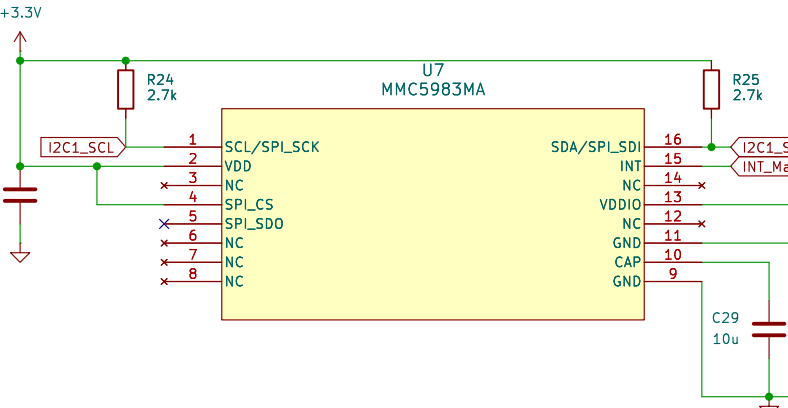 +3.3V
U7
MMC5983MA
R24
2.7k
R25
2.7k
I2C1_SCL
1 SCL/SPI_SCK
2 VDD
3 NC
4 SPI_CS
5 SPI_SDO
6 NC
7 NC
8 NC
SDA/SPI_SDI 16
INT 15
NC 14
VDDIO 13
NC 12
GND 11
CAP 10
GND 9
I2C1_S
INT_Ma
C29
10u